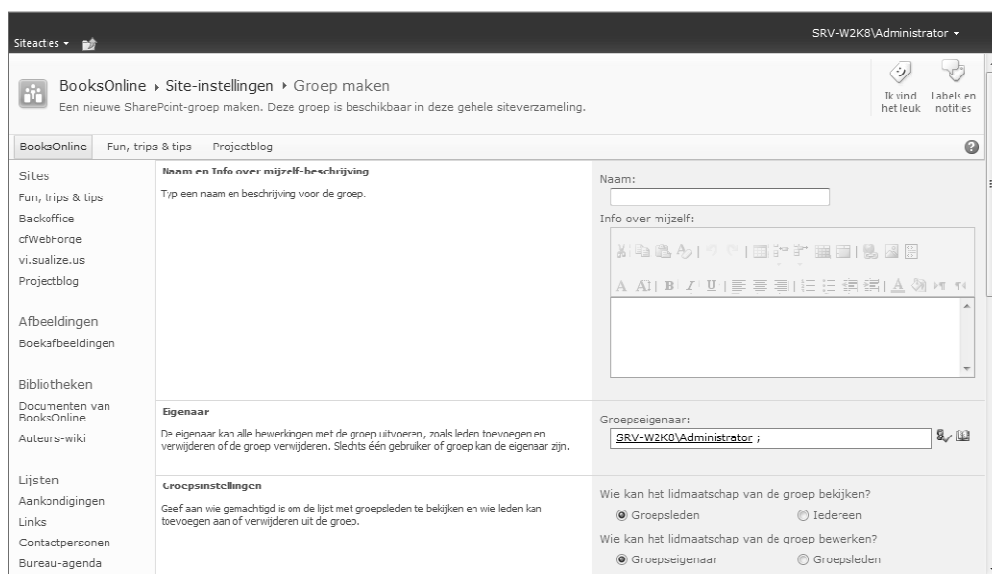 SRV-W2K8\Administrator
Siteacties
BooksOnline ▸ Site-instellingen ▸ Groep maken
Een nieuwe SharePoint-groep maken. Deze groep is beschikbaar in deze gehele siteverzameling.
Ik vind het leuk
Labels en notities
BooksOnline Fun, trips & tips Projectblog
Sites
Fun, trips & tips
Backoffice
cfWebForge
vi.sualize.us
Projectblog
Afbeeldingen
Boekafbeeldingen
Bibliotheken
Documenten van
BooksOnline
Auteurs-wiki
Lijsten
Aankondigingen
Links
Contactpersonen
Bureau-agenda
Naam en Info over mijzelf-beschrijving
Typ een naam en beschrijving voor de groep.
Naam:
Info over mijzelf:
Eigenaar
De eigenaar kan alle bewerkingen met de groep uitvoeren, zoals leden toevoegen en
verwijderen of de groep verwijderen. Slechts één gebruiker of groep kan de eigenaar zijn.
Groepseigenaar:
SRV-W2K8\Administrator ;
Groepsinstellingen
Geef aan wie gemachtigd is om de lijst met groepsleden te bekijken en wie leden kan
toevoegen aan of verwijderen uit de groep.
Wie kan het lidmaatschap van de groep bekijken?
Groepsleden Iedereen
Wie kan het lidmaatschap van de groep bewerken?
Groepseigenaar Groepsleden